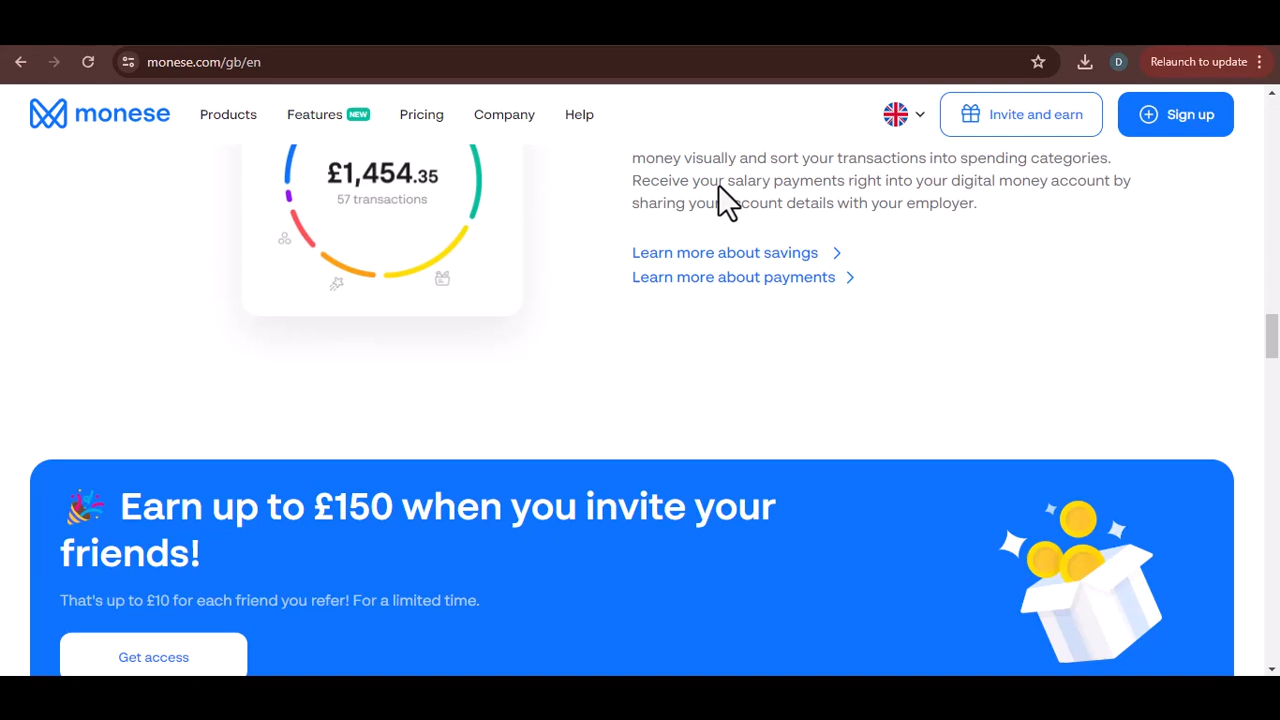 monese.com/gb/en
D
Relaunch to update
monese
Products
Features NEW
Pricing
Company
Help
Invite and earn
Sign up
£1,454.35
57 transactions
money visually and sort your transactions into spending categories.
Receive your salary payments right into your digital money account by
sharing your account details with your employer.
Learn more about savings
Learn more about payments
🎉 Earn up to £150 when you invite your
friends!
That's up to £10 for each friend you refer! For a limited time.
Get access